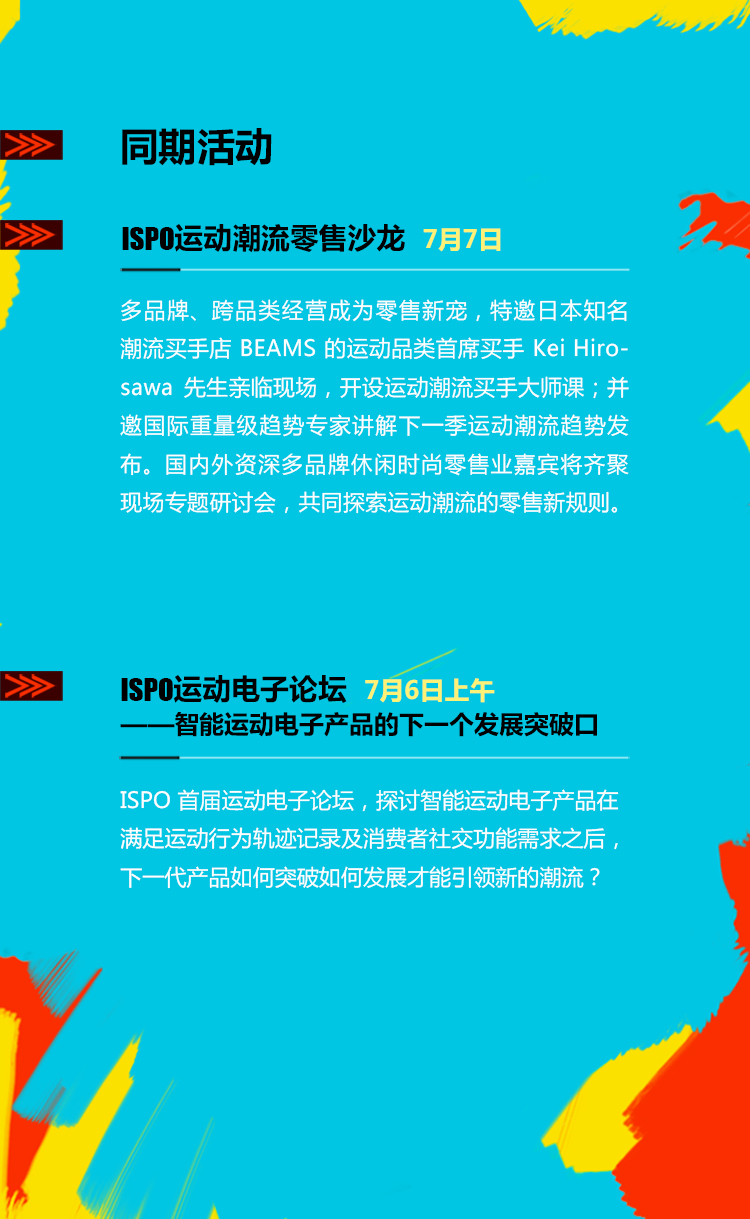 同期活动
ISPO运动潮流零售沙龙 7月7日
多品牌、跨品类经营成为零售新宠，特邀日本知名
潮流买手店 BEAMS 的运动品类首席买手 Kei Hiro-
sawa 先生亲临现场，开设运动潮流买手大师课；并
邀国际重量级趋势专家讲解下一季运动潮流趋势发
布。国内外资深多品牌休闲时尚零售业嘉宾将齐聚
现场专题研讨会，共同探索运动潮流的零售新规则。
ISPO运动电子论坛 7月6日上午
——智能运动电子产品的下一个发展突破口
ISPO 首届运动电子论坛，探讨智能运动电子产品在
满足运动行为轨迹记录及消费者社交功能需求之后，
下一代产品如何突破如何发展才能引领新的潮流？